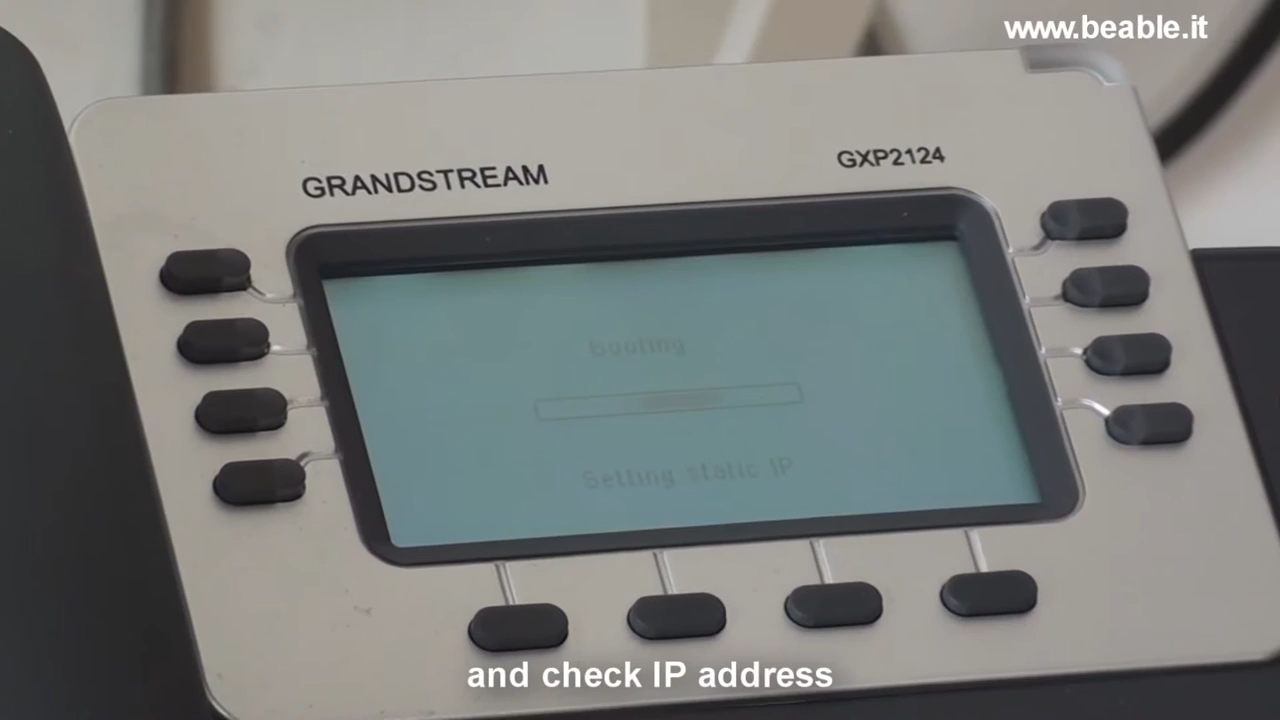 www.beable.it
GRANDSTREAM
GXP2124
Booting
Setting static IP
and check IP address